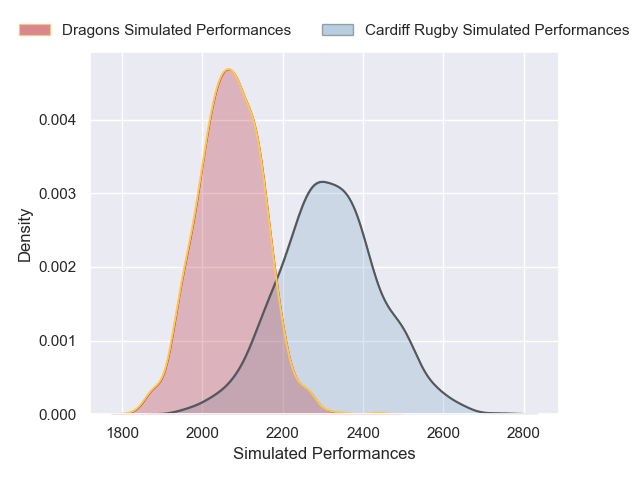 Dragons Simulated Performances
Cardiff Rugby Simulated Performances
Density
0.004
0.003
0.002
0.001
0.000
1800 2000 2200 2400 2600 2800
Simulated Performances